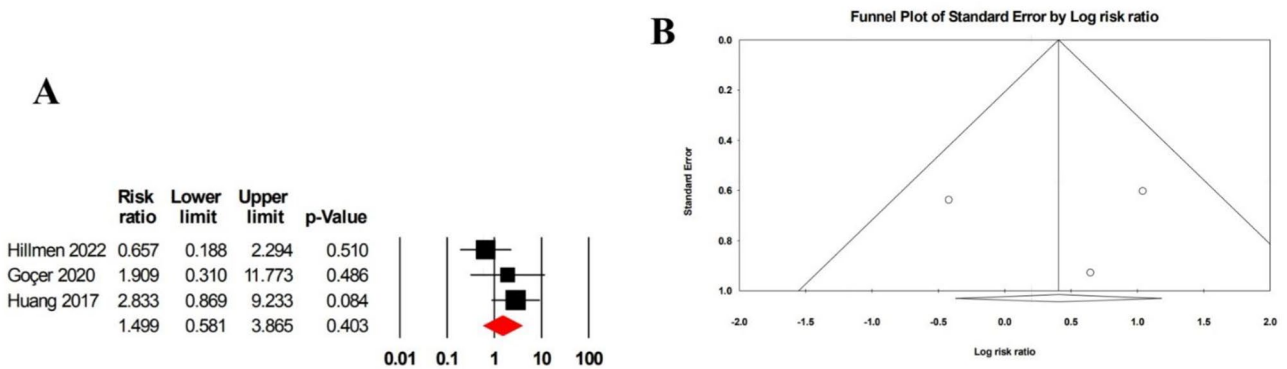 A
Risk Lower Upper
ratio limit limit p-Value
Hillmen 2022 0.657 0.188 2.294 0.510
Goçer 2020 1.909 0.310 11.773 0.486
Huang 2017 2.833 0.869 9.233 0.084
1.499 0.581 3.865 0.403
0.01 0.1 1 10 100
B
Funnel Plot of Standard Error by Log risk ratio
Standard Error
0.0
0.2
0.4
0.6
0.8
1.0
-2.0 -1.5 -1.0 -0.5 0.0 0.5 1.0 1.5 2.0
Log risk ratio